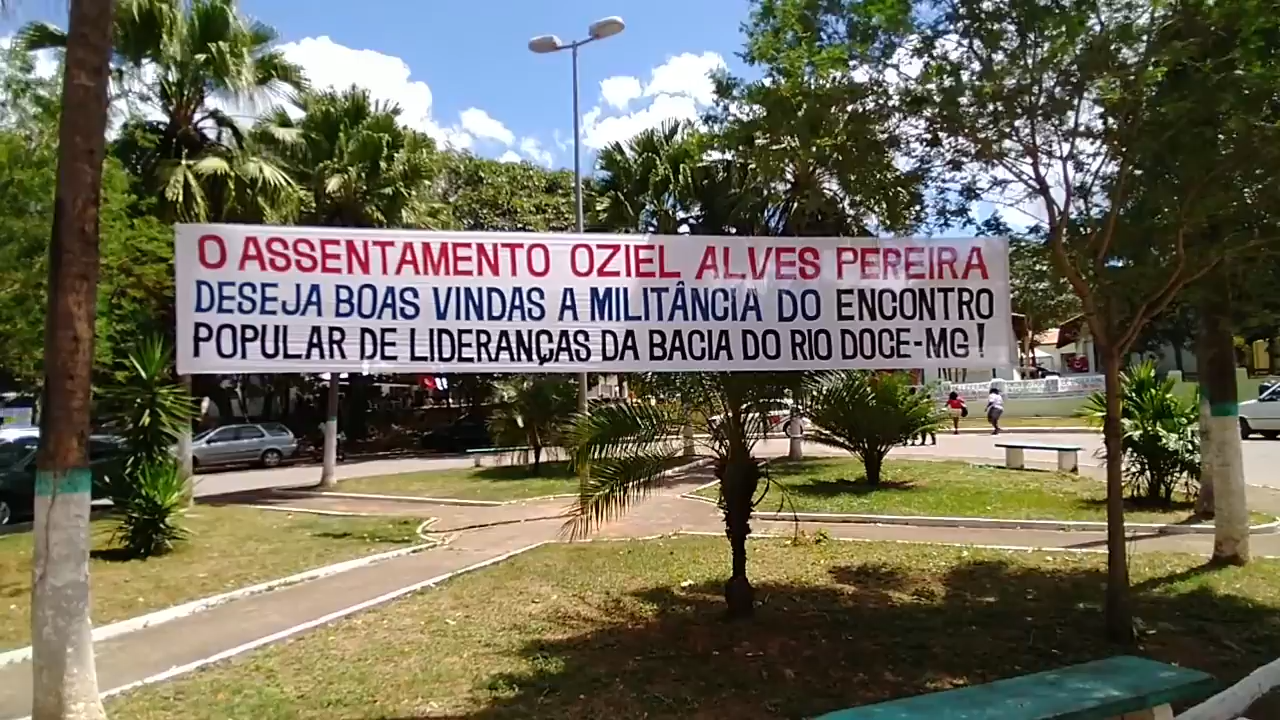 O ASSENTAMENTO OZIEL ALVES PEREIRA
DESEJA BOAS VINDAS A MILITÂNCIA DO ENCONTRO
POPULAR DE LIDERANÇAS DA BACIA DO RIO DOCE-MG!